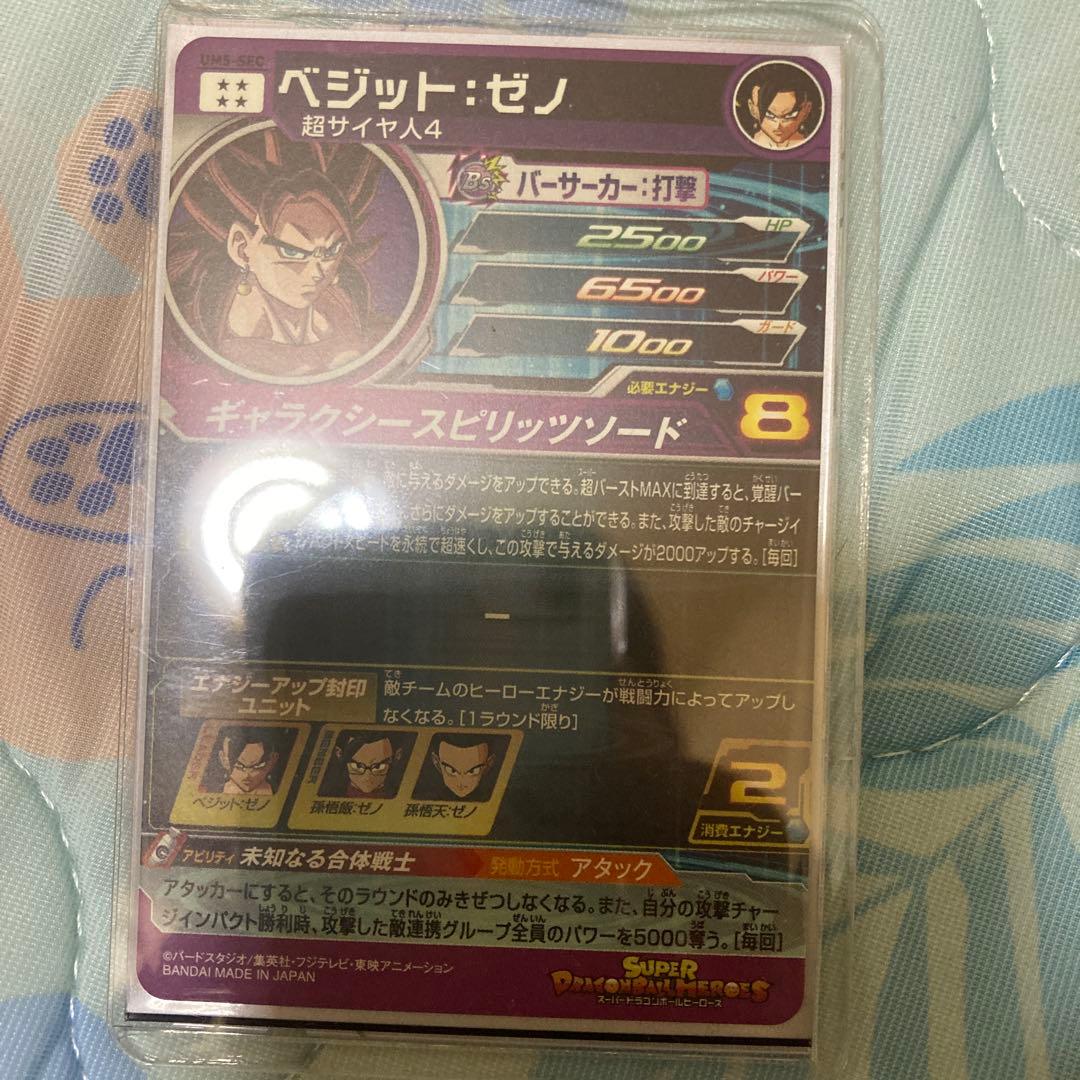 UM5-SEC
ベジット:ゼノ
超サイヤ人4
BS
バーサーカー:打撃
HP
2500
パワー
6500
ガード
1000
必要エナジー
8
ギャラクシースピリッツソード
に与えるダメージをアップできる。超バーストMAXに到達すると、覚醒バー
さらにダメージをアップすることができる。また、攻撃した敵のチャージイ
スピードを永続で超速くし、この攻撃で与えるダメージが2000アップする。[毎回]
ー
エナジーアップ封印
ユニット
敵チームのヒーローエナジーが戦闘力によってアップし
なくなる。[1ラウンド限り]
ベジット:ゼノ
孫悟飯:ゼノ
孫悟天:ゼノ
2
消費エナジー
アビリティ 未知なる合体戦士
発動方式 アタック
アタッカーにすると、そのラウンドのみきぜつしなくなる。また、自分の攻撃チャー
ジインパクト勝利時、攻撃した敵連携グループ全員のパワーを5000奪う。[毎回]
©バードスタジオ/集英社・フジテレビ・東映アニメーション
BANDAI MADE IN JAPAN
SUPER
DRAGONBALL HEROES
スーパードラゴンボールヒーローズ